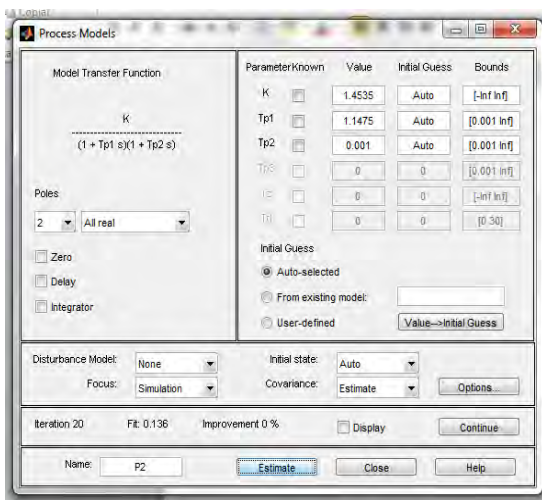 Process Models
Model Transfer Function
K
(1 + Tp1 s)(1 + Tp2 s)
Poles
2 All real
Zero
Delay
Integrator
Parameter Known Value Initial Guess Bounds
K 1.4535 Auto [-Inf Inf]
Tp1 1.1475 Auto [0.001 Inf]
Tp2 0.001 Auto [0.001 Inf]
Tp3 0 0 [0.001 Inf]
Tz 0 0 [-Inf Inf]
Td 0 0 [0 30]
Initial Guess
Auto-selected
From existing model:
User-defined Value-->Initial Guess
Disturbance Model: None Initial state: Auto
Focus: Simulation Covariance: Estimate Options...
Iteration 20 Fit: 0.136 Improvement 0 % Display Continue
Name: P2 Estimate Close Help